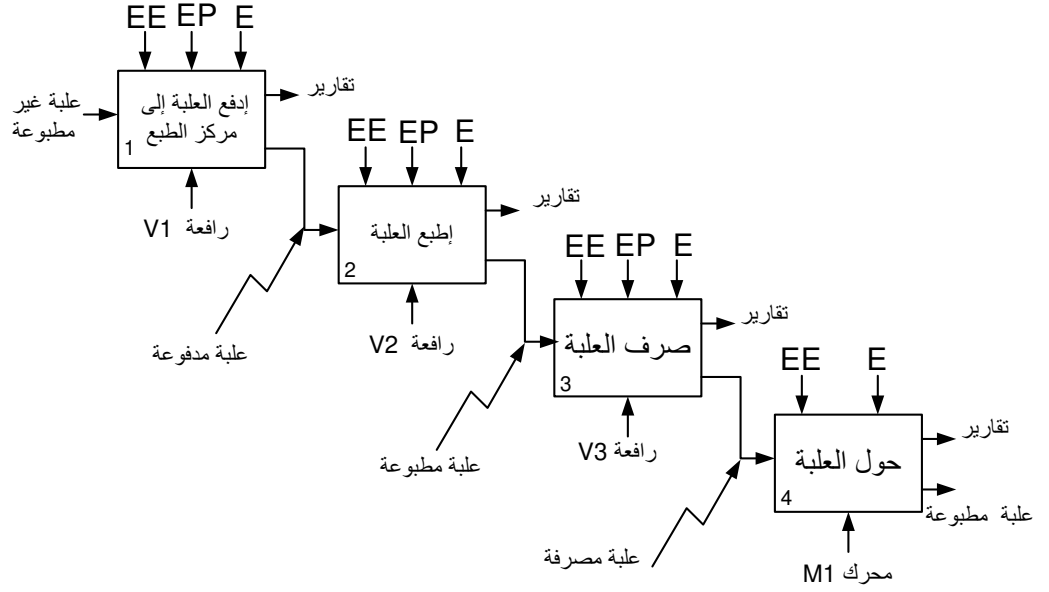 EE EP E
تقارير
علبة غير
مطبوعة
إدفع العلبة إلى
مركز الطبع
1
رافعة V1
علبة مدفوعة
EE EP E
تقارير
إطبع العلبة
2
رافعة V2
علبة مطبوعة
EE EP E
تقارير
صرف العلبة
3
رافعة V3
علبة مصرفة
EE E
تقارير
حول العلبة
4
علبة مطبوعة
محرك M1